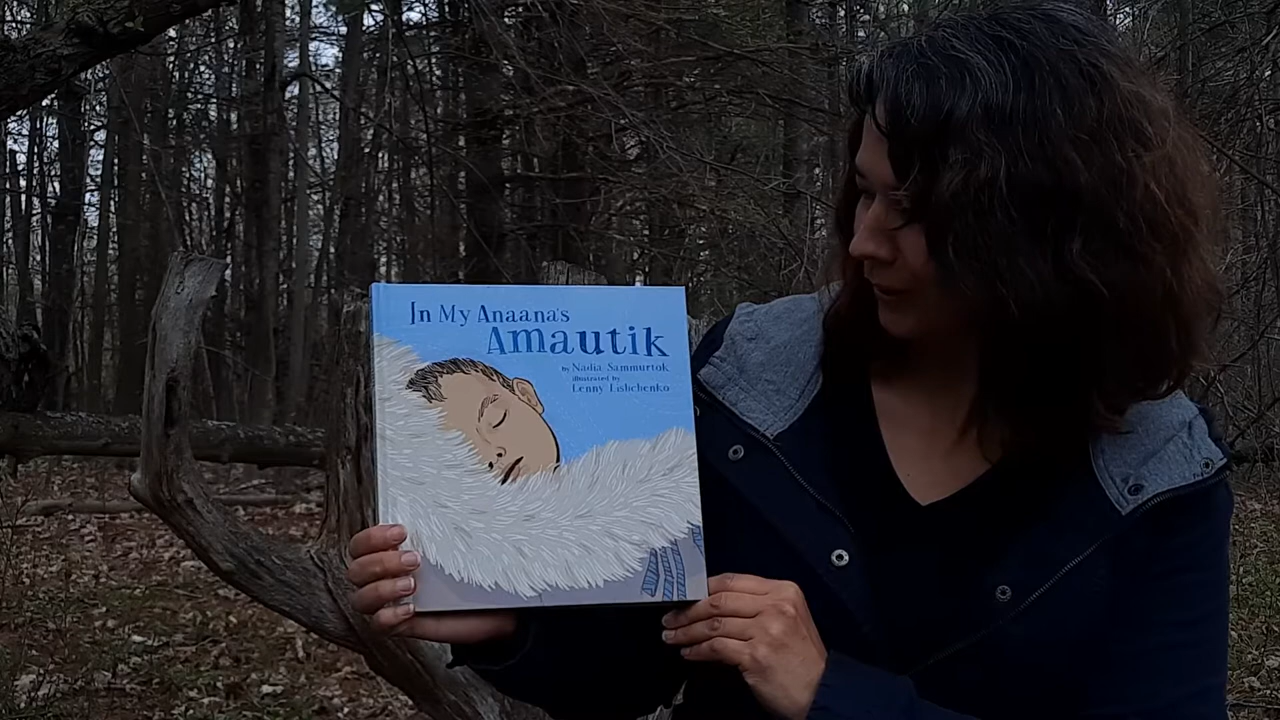 In My Anaana's
Amautik
by Nadia Sammurtok
illustrated by
Lenny Lishchenko